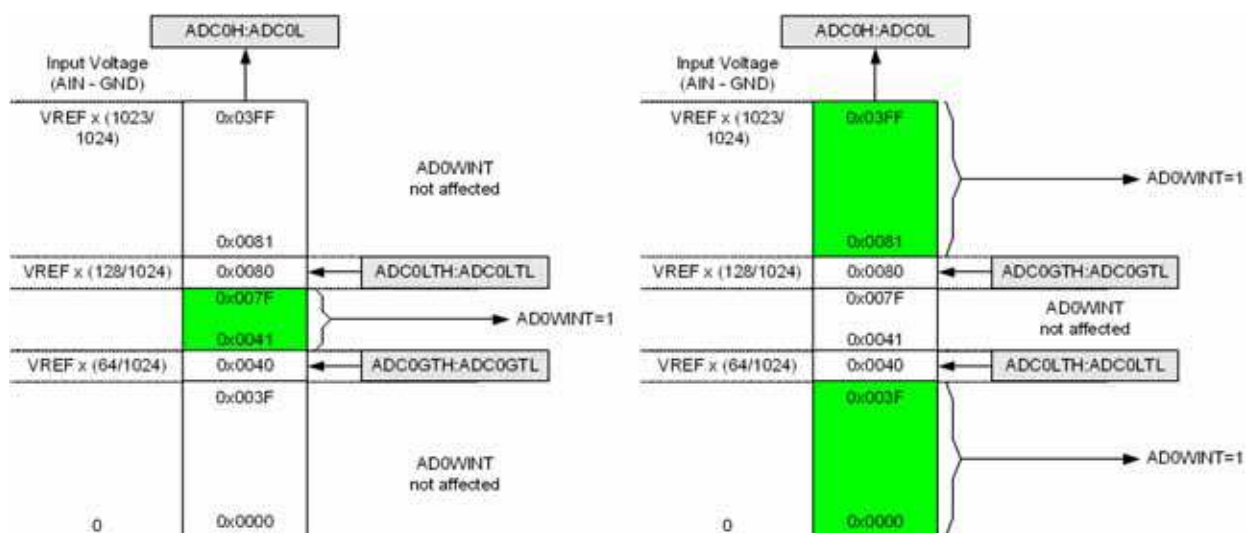 ADC0H:ADC0L
Input Voltage
(AIN - GND)
VREF x (1023/
1024)
0x03FF
AD0WINT
not affected
0x0081
VREF x (128/1024)
0x0080
ADC0LTH:ADC0LTL
0x007F
AD0WINT=1
0x0041
VREF x (64/1024)
0x0040
ADC0GTH:ADC0GTL
0x003F
AD0WINT
not affected
0
0x0000
ADC0H:ADC0L
Input Voltage
(AIN - GND)
VREF x (1023/
1024)
0x03FF
AD0WINT=1
0x0081
VREF x (128/1024)
0x0080
ADC0GTH:ADC0GTL
0x007F
AD0WINT
not affected
0x0041
VREF x (64/1024)
0x0040
ADC0LTH:ADC0LTL
0x003F
AD0WINT=1
0
0x0000